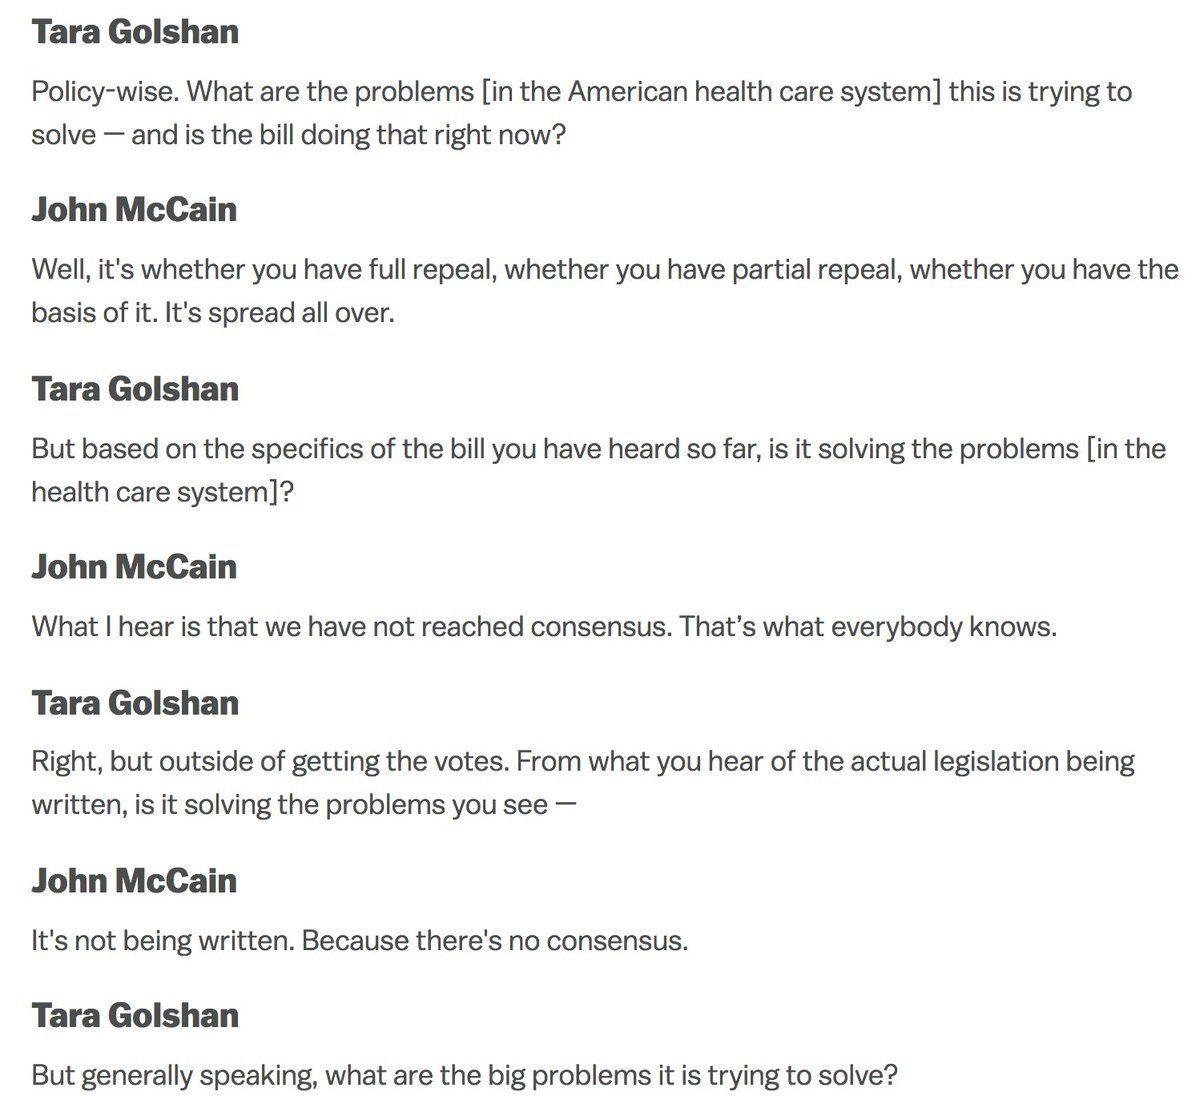 Tara Golshan
Policy-wise. What are the problems [in the American health care system] this is trying to
solve — and is the bill doing that right now?
John McCain
Well, it's whether you have full repeal, whether you have partial repeal, whether you have the
basis of it. It's spread all over.
Tara Golshan
But based on the specifics of the bill you have heard so far, is it solving the problems [in the
health care system]?
John McCain
What I hear is that we have not reached consensus. That’s what everybody knows.
Tara Golshan
Right, but outside of getting the votes. From what you hear of the actual legislation being
written, is it solving the problems you see —
John McCain
It's not being written. Because there's no consensus.
Tara Golshan
But generally speaking, what are the big problems it is trying to solve?